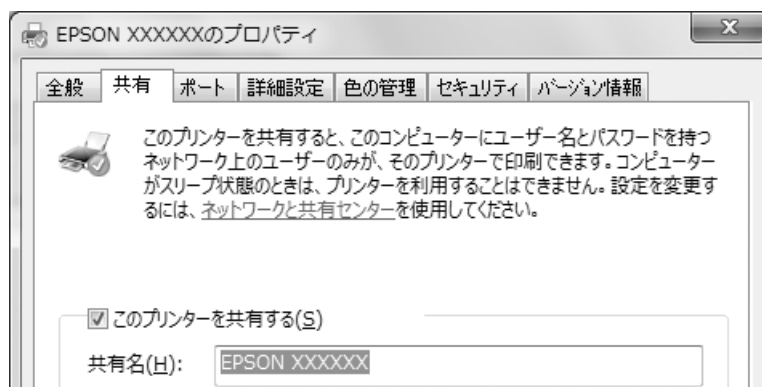 EPSON XXXXXXのプロパティ
全般 共有 ポート 詳細設定 色の管理 セキュリティ バージョン情報
このプリンターを共有すると、このコンピューターにユーザー名とパスワードを持つ
ネットワーク上のユーザーのみが、そのプリンターで印刷できます。コンピューター
がスリープ状態のときは、プリンターを利用することはできません。設定を変更す
るには、ネットワークと共有センターを使用してください。
このプリンターを共有する(S)
共有名(H): EPSON XXXXXX